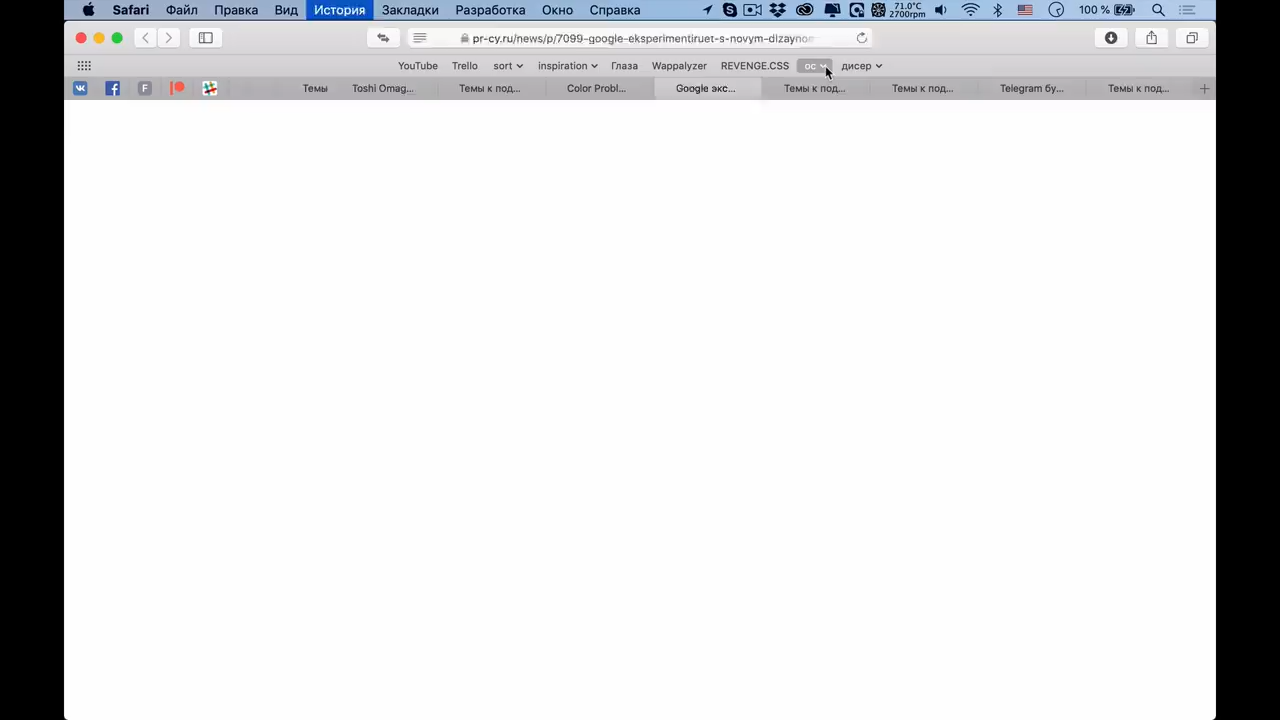 Safari Файл Правка Вид История Закладки Разработка Окно Справка 71.0°C 2700rpm 100 %
pr-cy.ru/news/p/7099-google-eksperimentiruet-s-novym-dizayno
YouTube Trello sort inspiration Глаза Wappalyzer REVENGE.CSS ос дисер
F Темы Toshi Omag... Темы к под... Color Probl... Google экс... Темы к под... Темы к под... Telegram бу... Темы к под...